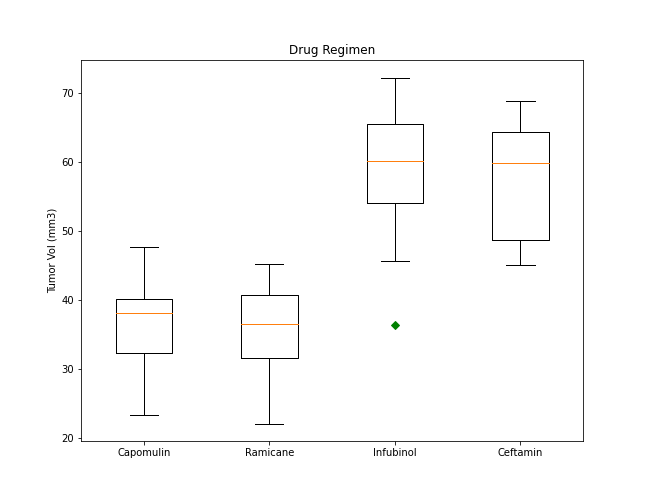 Drug Regimen
Tumor Vol (mm3)
70
60
50
40
30
20
Capomulin
Ramicane
Infubinol
Ceftamin